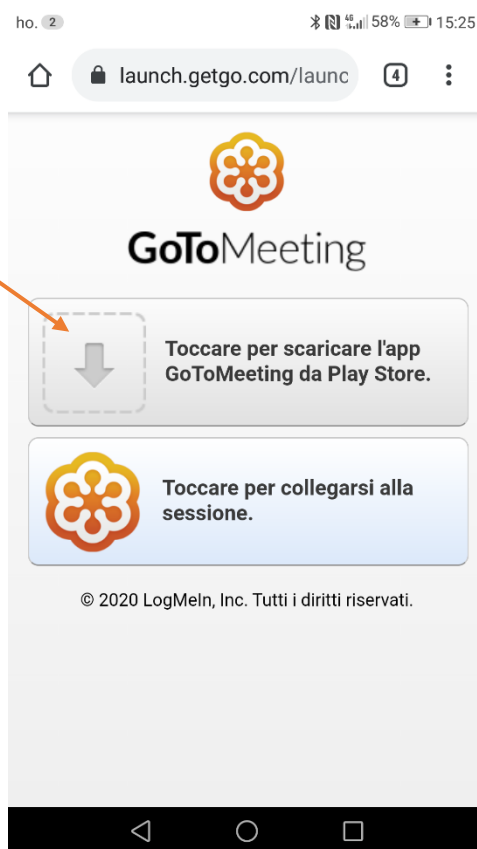 ho. 2 46 58% 15:25
launch.getgo.com/launc 4
GoToMeeting
Toccare per scaricare l'app
GoToMeeting da Play Store.
Toccare per collegarsi alla
sessione.
© 2020 LogMeIn, Inc. Tutti i diritti riservati.